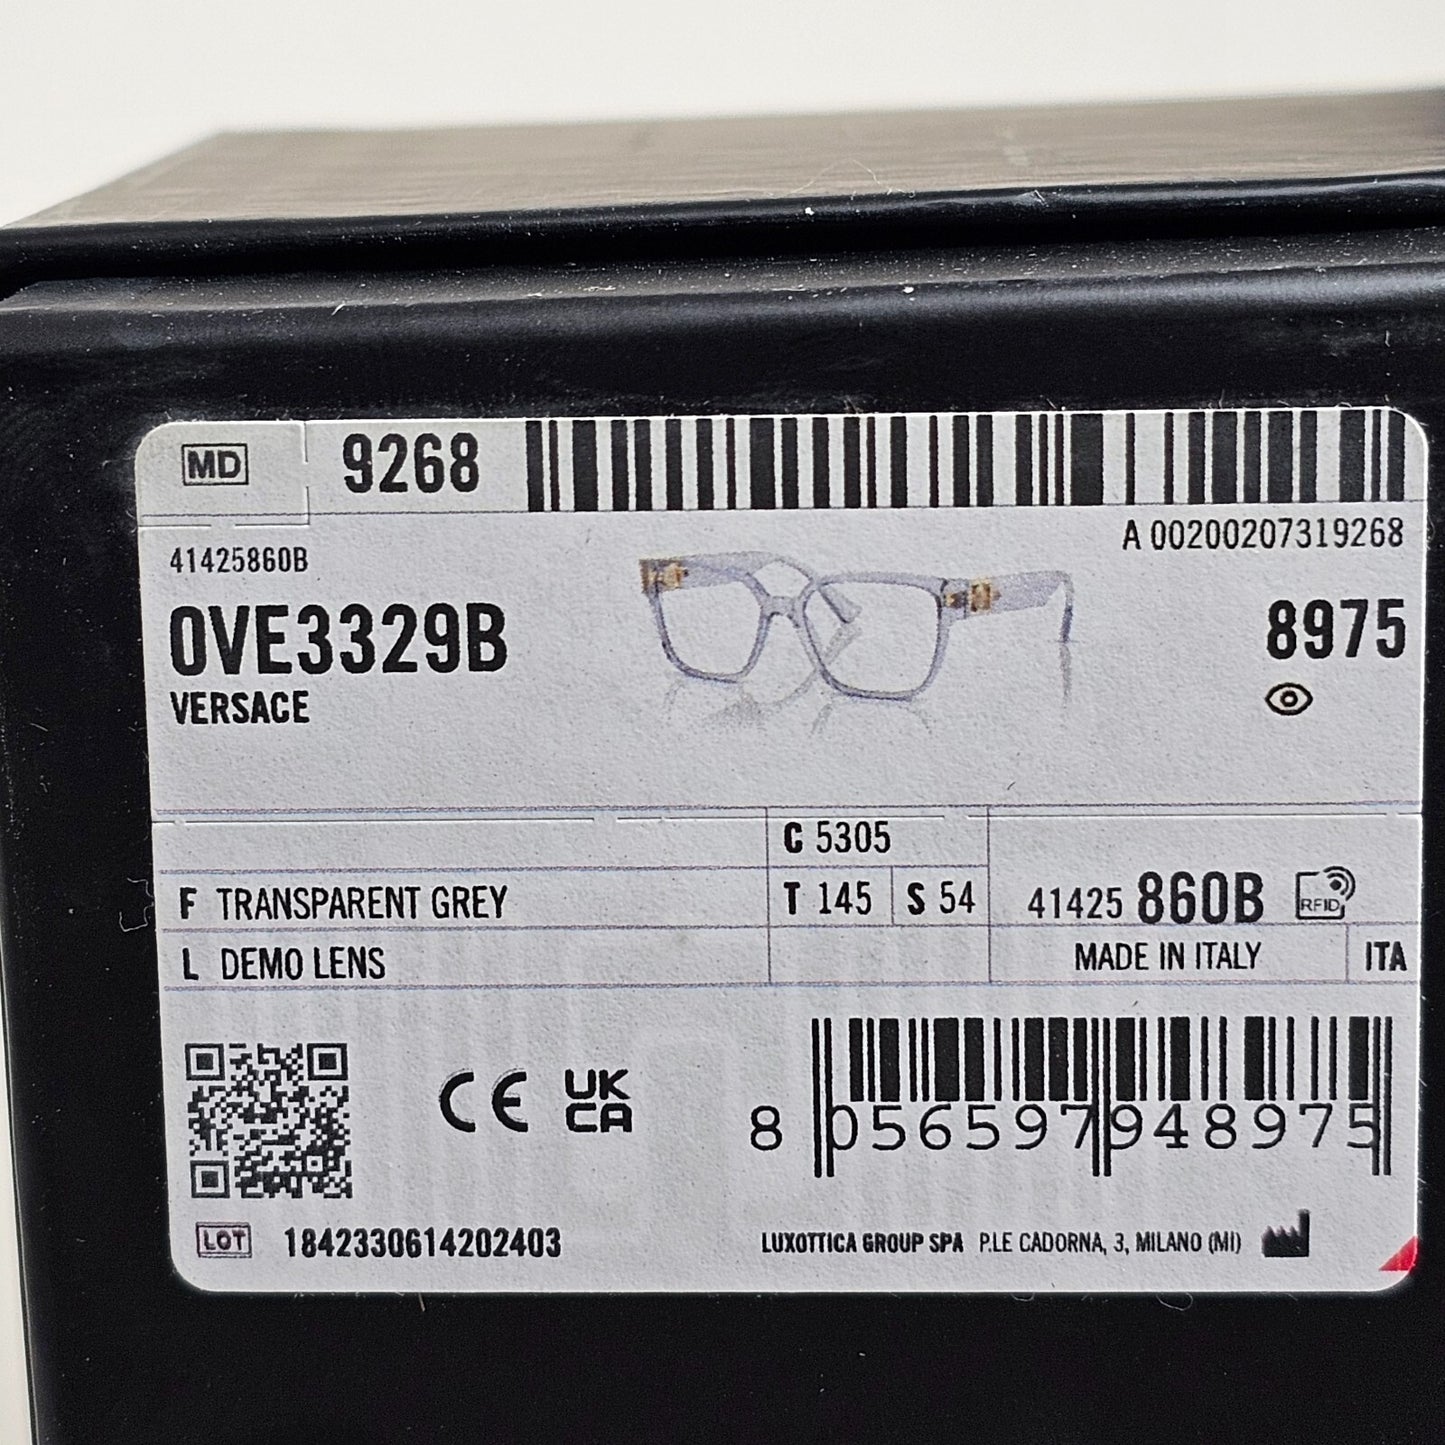 MD 9268
A 00200207319268
41425860B
0VE3329B 8975
VERSACE
C 5305
F TRANSPARENT GREY T 145 S 54 41425 860B RFID
L DEMO LENS MADE IN ITALY ITA
CE UK
CA
8 056597 948975
LOT 1842330614202403 LUXOTTICA GROUP SPA P.LE CADORNA, 3, MILANO (MI)